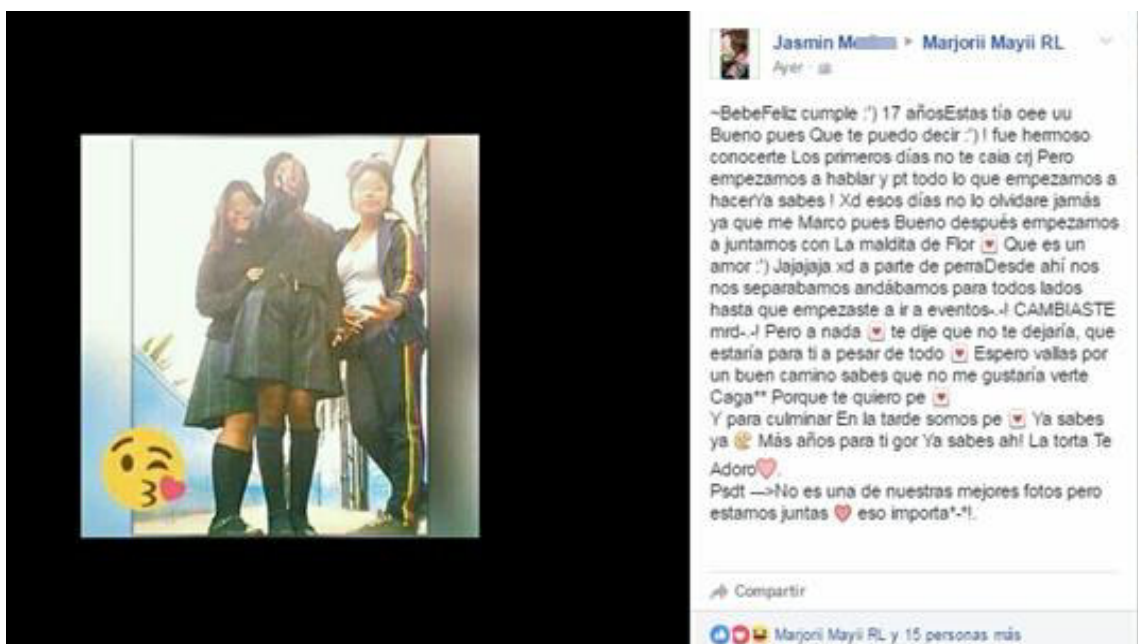 Jasmin ▸ Marjorii Mayii RL
Ayer
~BebeFeliz cumple :') 17 añosEstas tía oee uu
Bueno pues Que te puedo decir :') ! fue hermoso
conocerte Los primeros días no te caia crj Pero
empezamos a hablar y pt todo lo que empezamos a
hacerYa sabes ! Xd esos días no lo olvidare jamás
ya que me Marco pues Bueno después empezamos
a juntarnos con La maldita de Flor 💌 Que es un
amor :') Jajajaja xd a parte de perraDesde ahí nos
nos separabamos andábamos para todos lados
hasta que empezaste a ir a eventos-.-! CAMBIASTE
mrd-.-! Pero a nada 💌 te dije que no te dejaría, que
estaría para ti a pesar de todo 💌 Espero vallas por
un buen camino sabes que no me gustaría verte
Caga** Porque te quiero pe 💌
Y para culminar En la tarde somos pe 💌 Ya sabes
ya Más años para ti gor Ya sabes ah! La torta Te
Adoro💗.
Psdt --->No es una de nuestras mejores fotos pero
estamos juntas 💗 eso importa*-*!.
Compartir
Marjorii Mayii RL y 15 personas más